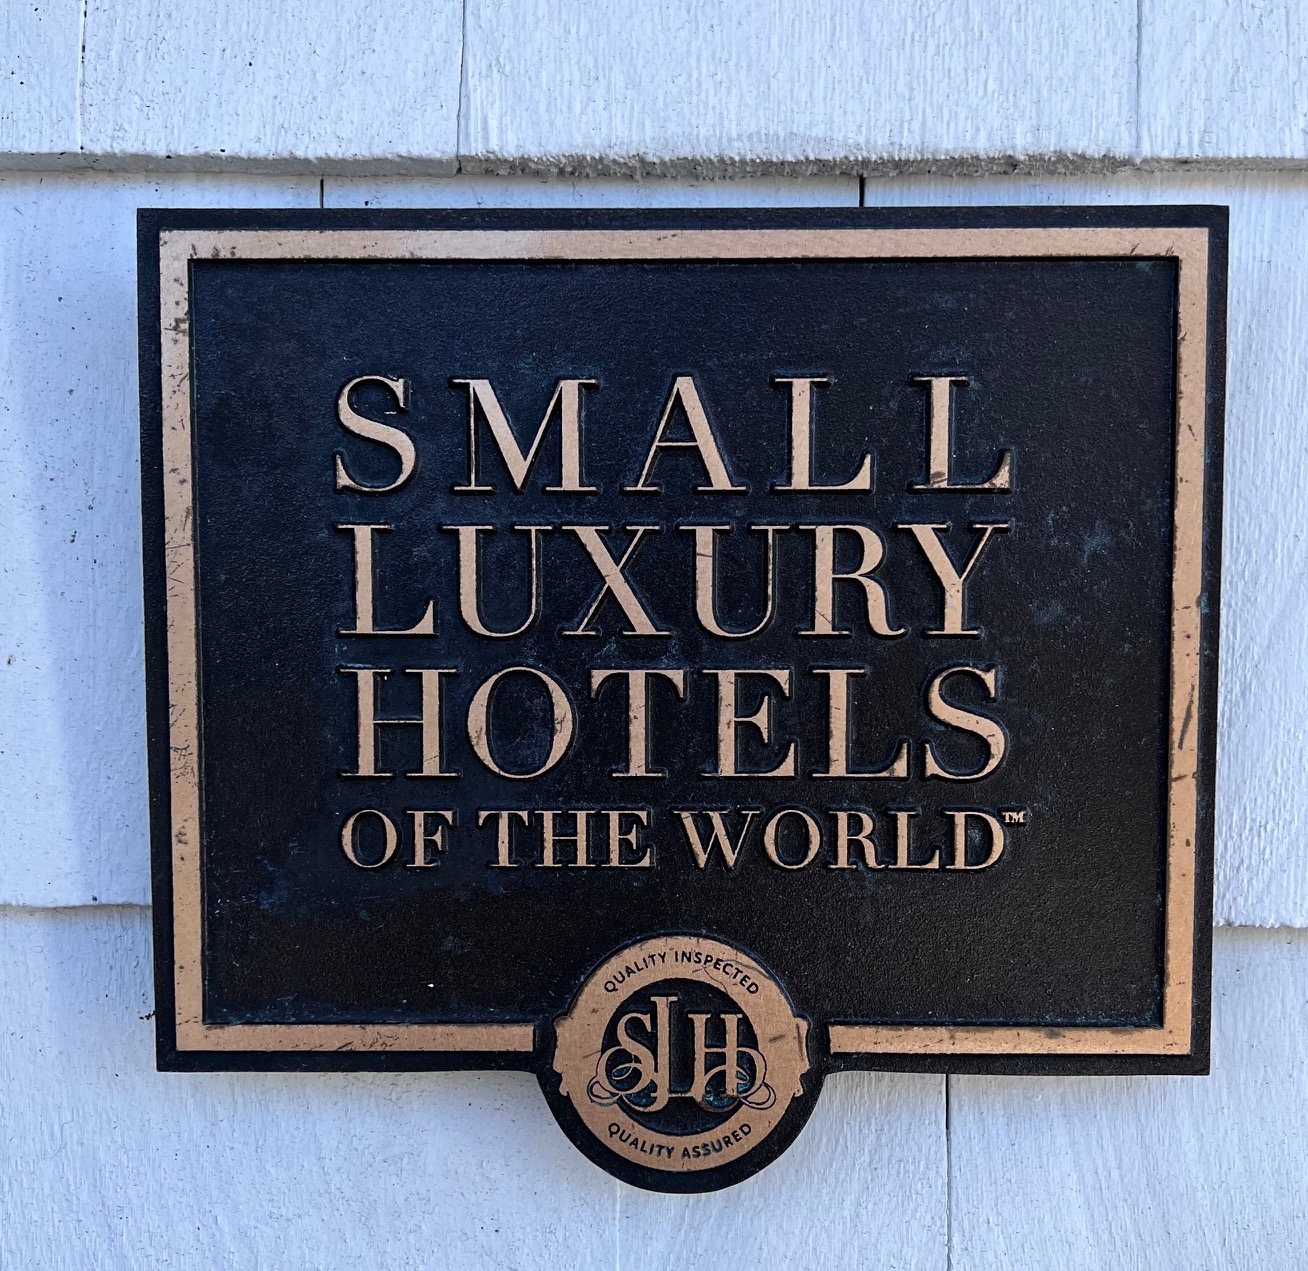 SMALL
LUXURY
HOTELS
OF THE WORLD™
QUALITY INSPECTED
SLH
QUALITY ASSURED